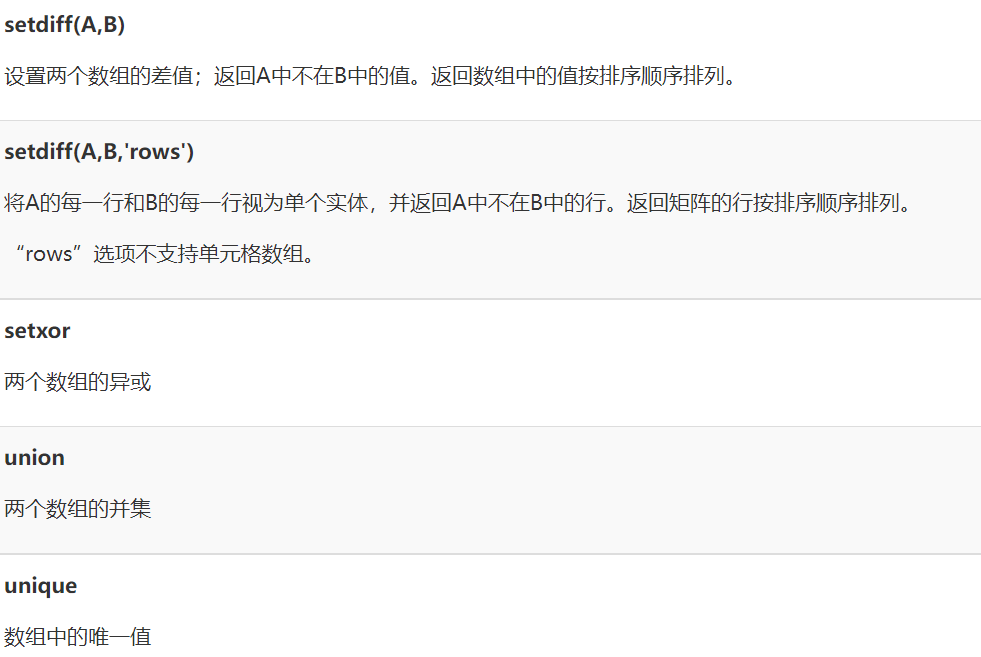 setdiff(A,B)
设置两个数组的差值；返回A中不在B中的值。返回数组中的值按排序顺序排列。
setdiff(A,B,'rows')
将A的每一行和B的每一行视为单个实体，并返回A中不在B中的行。返回矩阵的行按排序顺序排列。
“rows”选项不支持单元格数组。
setxor
两个数组的异或
union
两个数组的并集
unique
数组中的唯一值